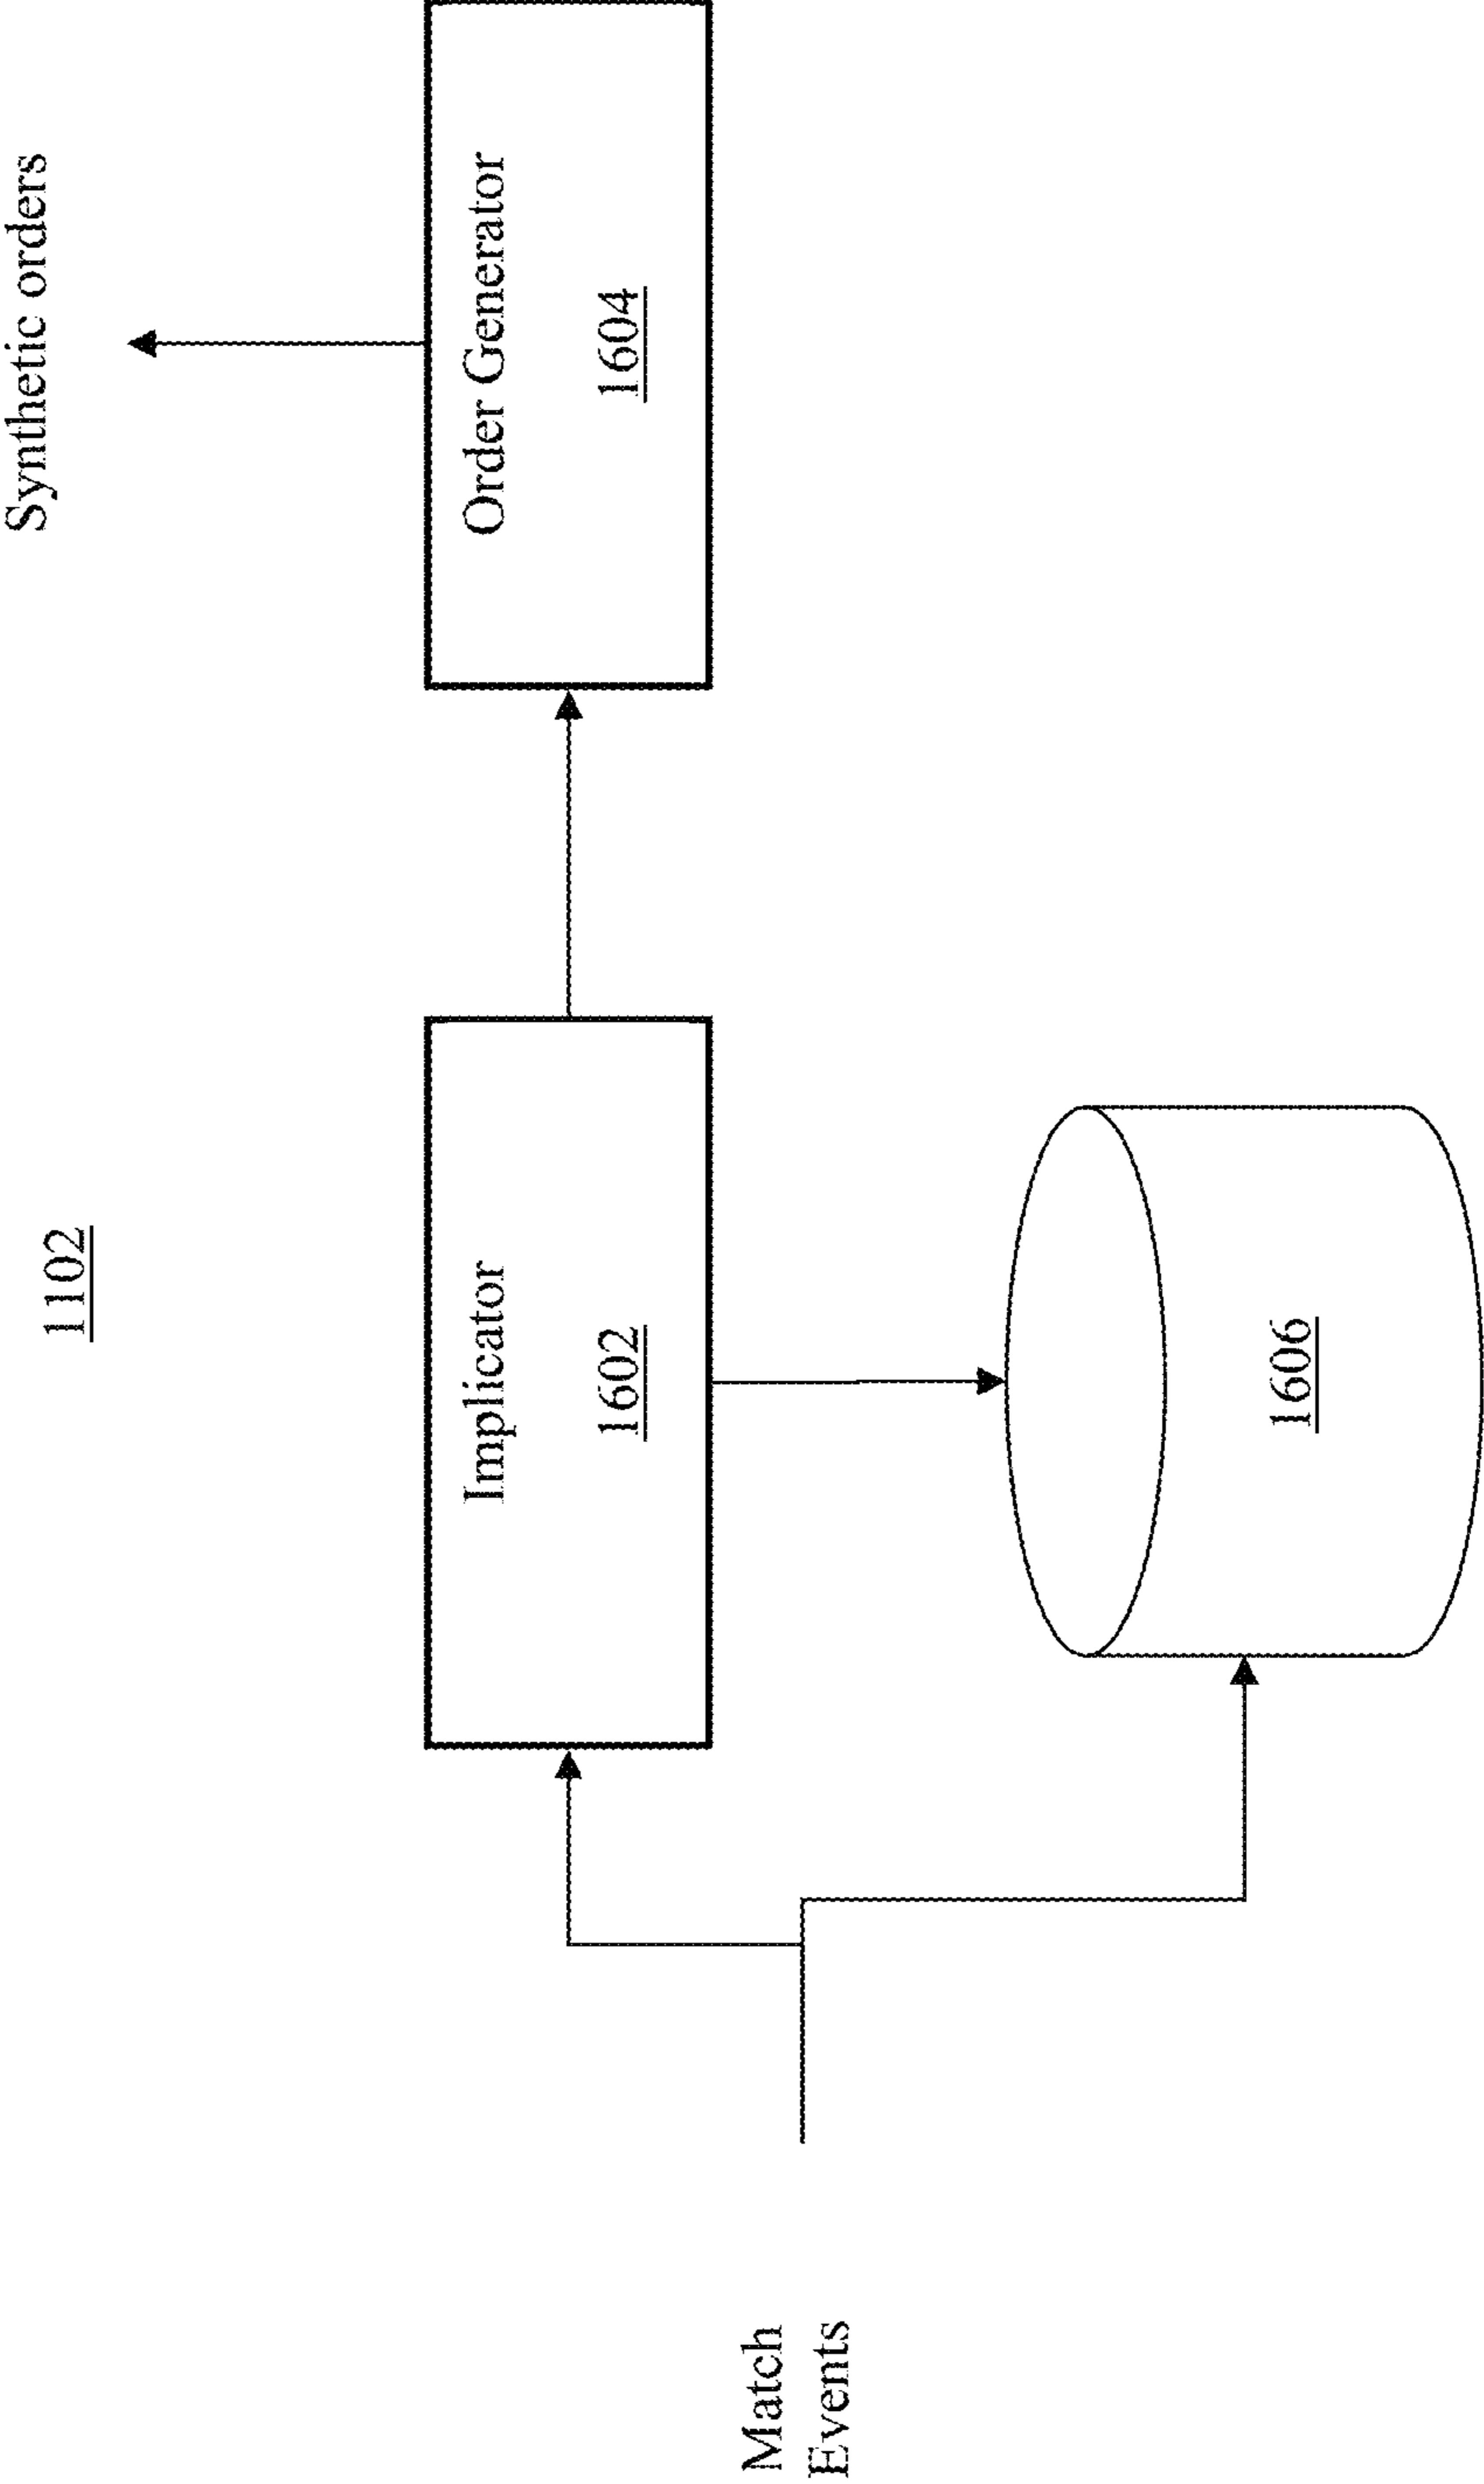 1102
Synthetic orders
Implicator
1602
Order Generator
1604
Match
Events
1606